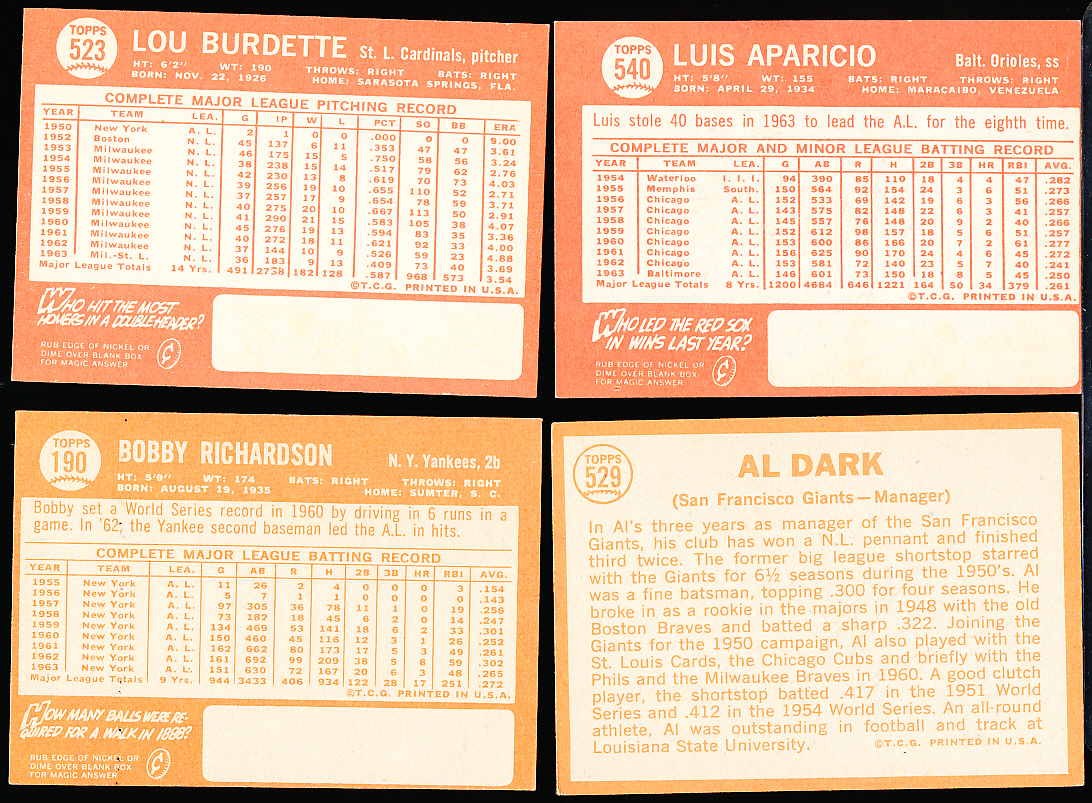 TOPPS
523
LOU BURDETTE St. L. Cardinals, pitcher
HT: 6'2" WT: 190 THROWS: RIGHT BATS: RIGHT
BORN: NOV. 22, 1926 HOME: SARASOTA SPRINGS, FLA.
COMPLETE MAJOR LEAGUE PITCHING RECORD
YEAR TEAM LEA. G IP W L PCT SO BB ERA
1950 New York A. L. 2 1 0 0 .000 0 0 9.00
1952 Boston N. L. 45 137 6 11 .353 47 47 3.61
1953 Milwaukee N. L. 46 175 15 5 .750 58 56 3.24
1954 Milwaukee N. L. 38 238 15 14 .517 79 62 2.76
1955 Milwaukee N. L. 42 230 13 8 .619 70 73 4.03
1956 Milwaukee N. L. 39 256 19 10 .655 110 52 2.71
1957 Milwaukee N. L. 37 257 17 9 .654 78 59 3.71
1958 Milwaukee N. L. 40 275 20 10 .667 113 50 2.91
1959 Milwaukee N. L. 41 290 21 15 .583 105 38 4.07
1960 Milwaukee N. L. 45 276 19 13 .594 83 35 3.36
1961 Milwaukee N. L. 40 272 18 11 .621 92 33 4.00
1962 Milwaukee N. L. 37 144 10 9 .526 59 23 4.88
1963 Mil.-St. L. N. L. 36 183 9 13 .409 73 40 3.69
Major League Totals 14 Yrs. 491 2738 182 128 .587 968 573 3.54
©T.C.G. PRINTED IN U.S.A.
WHO HIT THE MOST
HOMERS IN A DOUBLEHEADER?
RUB EDGE OF NICKEL OR
DIME OVER BLANK BOX
FOR MAGIC ANSWER
TOPPS
540
LUIS APARICIO Balt. Orioles, ss
HT: 5'8" WT: 155 BATS: RIGHT THROWS: RIGHT
BORN: APRIL 29, 1934 HOME: MARACAIBO, VENEZUELA
Luis stole 40 bases in 1963 to lead the A.L. for the eighth time.
COMPLETE MAJOR AND MINOR LEAGUE BATTING RECORD
YEAR TEAM LEA. G AB R H 2B 3B HR RBI AVG.
1954 Waterloo I. I. I. 94 390 85 110 18 4 4 47 .282
1955 Memphis South. 150 564 92 154 24 3 6 51 .273
1956 Chicago A. L. 152 533 69 142 19 6 3 56 .266
1957 Chicago A. L. 143 575 82 148 22 6 3 41 .257
1958 Chicago A. L. 145 557 76 148 20 9 2 40 .266
1959 Chicago A. L. 152 612 98 157 18 5 6 51 .257
1960 Chicago A. L. 153 600 86 166 20 7 2 61 .277
1961 Chicago A. L. 156 625 90 170 24 4 6 45 .272
1962 Chicago A. L. 153 581 72 140 23 5 7 40 .241
1963 Baltimore A. L. 146 601 73 150 18 8 5 45 .250
Major League Totals 8 Yrs. 1200 4684 646 1221 164 50 34 379 .261
©T.C.G. PRINTED IN U.S.A.
WHO LED THE RED SOX
IN WINS LAST YEAR?
RUB EDGE OF NICKEL OR
DIME OVER BLANK BOX
FOR MAGIC ANSWER
TOPPS
190
BOBBY RICHARDSON N. Y. Yankees, 2b
HT: 5'9" WT: 174 BATS: RIGHT THROWS: RIGHT
BORN: AUGUST 19, 1935 HOME: SUMTER, S. C.
Bobby set a World Series record in 1960 by driving in 6 runs in a
game. In '62, the Yankee second baseman led the A.L. in hits.
COMPLETE MAJOR LEAGUE BATTING RECORD
YEAR TEAM LEA. G AB R H 2B 3B HR RBI AVG.
1955 New York A. L. 11 26 2 4 0 0 0 3 .154
1956 New York A. L. 5 7 1 1 0 0 0 0 .143
1957 New York A. L. 97 305 36 78 11 1 0 19 .256
1958 New York A. L. 73 182 18 45 6 2 0 14 .247
1959 New York A. L. 134 469 53 141 18 6 2 33 .301
1960 New York A. L. 150 460 45 116 12 3 1 26 .252
1961 New York A. L. 162 662 80 173 17 5 3 49 .261
1962 New York A. L. 161 692 99 209 38 5 8 59 .302
1963 New York A. L. 151 630 72 167 20 6 3 48 .265
Major League Totals 9 Yrs. 944 3433 406 934 122 28 17 251 .272
©T.C.G. PRINTED IN U.S.A.
HOW MANY BALLS WERE RE-
QUIRED FOR A WALK IN 1886?
RUB EDGE OF NICKEL OR
DIME OVER BLANK BOX
FOR MAGIC ANSWER
TOPPS
529
AL DARK
(San Francisco Giants—Manager)
In Al's three years as manager of the San Francisco
Giants, his club has won a N.L. pennant and finished
third twice. The former big league shortstop starred
with the Giants for 6½ seasons during the 1950's. Al
was a fine batsman, topping .300 for four seasons. He
broke in as a rookie in the majors in 1948 with the old
Boston Braves and batted a sharp .322. Joining the
Giants for the 1950 campaign, Al also played with the
St. Louis Cards, the Chicago Cubs and briefly with the
Phils and the Milwaukee Braves in 1960. A good clutch
player, the shortstop batted .417 in the 1951 World
Series and .412 in the 1954 World Series. An all-round
athlete, Al was outstanding in football and track at
Louisiana State University. ©T.C.G. PRINTED IN U.S.A.